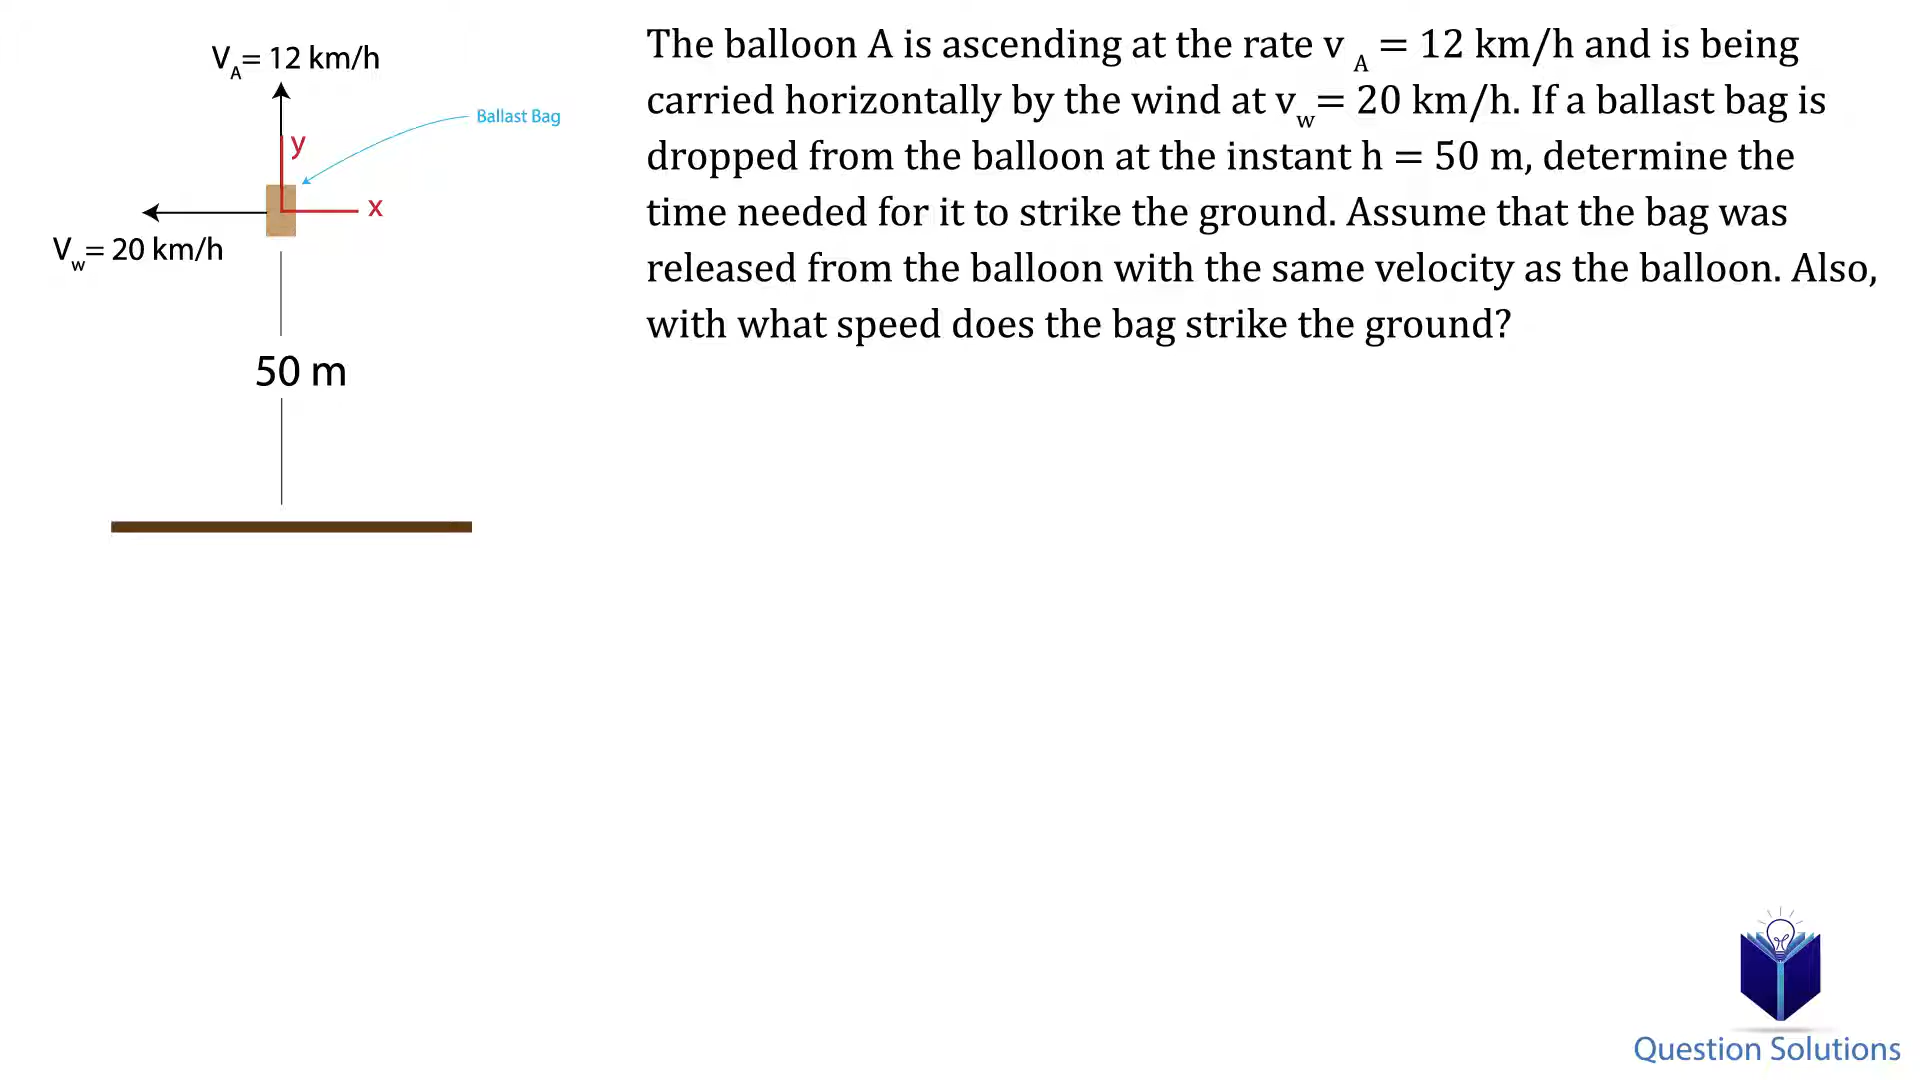 V_A= 12 km/h
Ballast Bag
y
x
V_w= 20 km/h
50 m
The balloon A is ascending at the rate v_A = 12 km/h and is being
carried horizontally by the wind at v_w= 20 km/h. If a ballast bag is
dropped from the balloon at the instant h = 50 m, determine the
time needed for it to strike the ground. Assume that the bag was
released from the balloon with the same velocity as the balloon. Also,
with what speed does the bag strike the ground?
Question Solutions